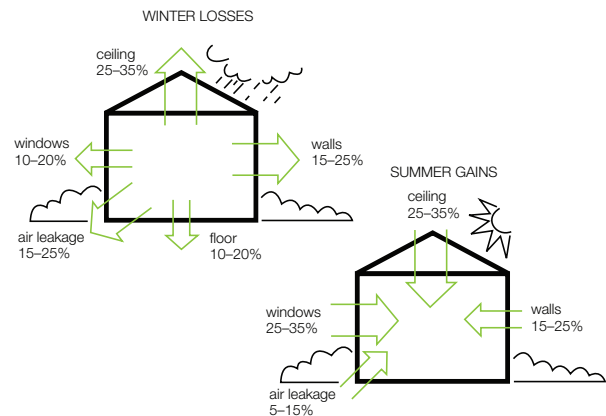 WINTER LOSSES
ceiling
25–35%
windows
10–20%
walls
15–25%
air leakage
15–25%
floor
10–20%
SUMMER GAINS
ceiling
25–35%
windows
25–35%
walls
15–25%
air leakage
5–15%